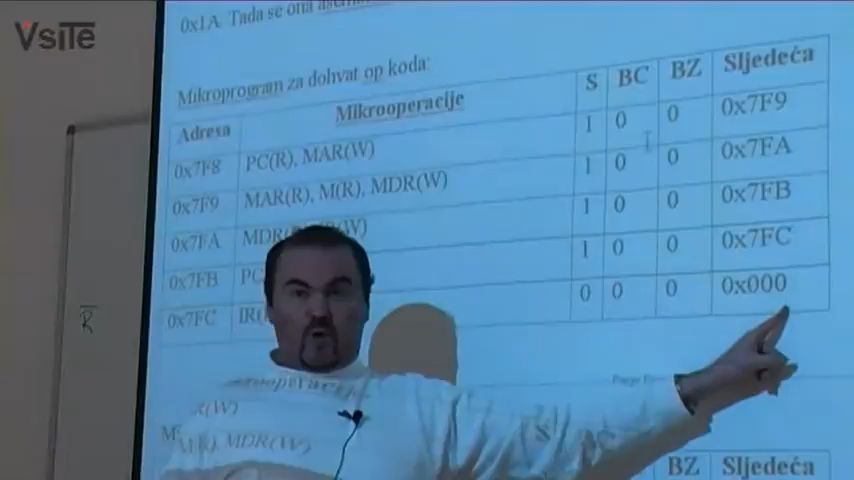 Vsite
0x1A. Tada se ona
Mikroprogram za dohvat op koda:
Adresa Mikrooperacije S BC BZ Sljedeća
0x7F8 PC(R), MAR(W) 1 0 0 0x7F9
0x7F9 MAR(R), M(R), MDR(W) 1 0 0 0x7FA
0x7FA 1 0 0 0x7FB
0x7FB 1 0 0 0x7FC
0x7FC 0 0 0 0x000
R
R(W)
MDR(W)
S BC BZ Sljedeća